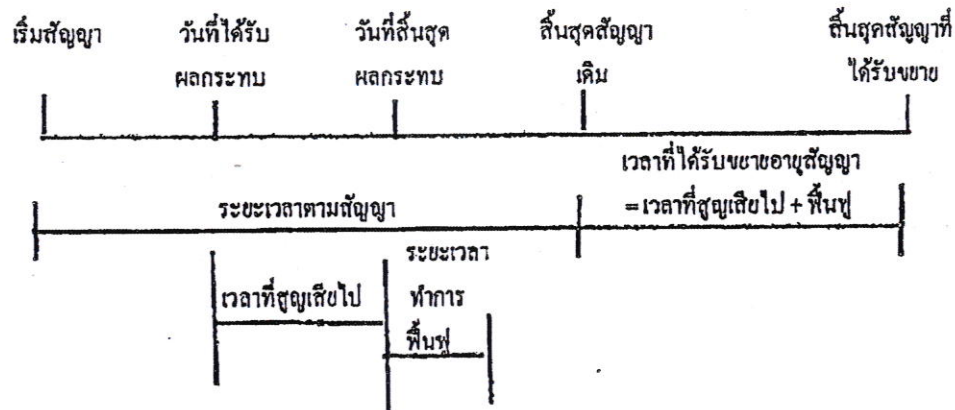 เริ่มสัญญา วันที่ได้รับ วันที่สิ้นสุด สิ้นสุดสัญญา สิ้นสุดสัญญาที่
ผลกระทบ ผลกระทบ เดิม ได้รับขยาย
เวลาที่ได้รับขยายอายุสัญญา
ระยะเวลาตามสัญญา =เวลาที่สูญเสียไป + ฟื้นฟู
ระยะเวลา
เวลาที่สูญเสียไป ทำการ
ฟื้นฟู